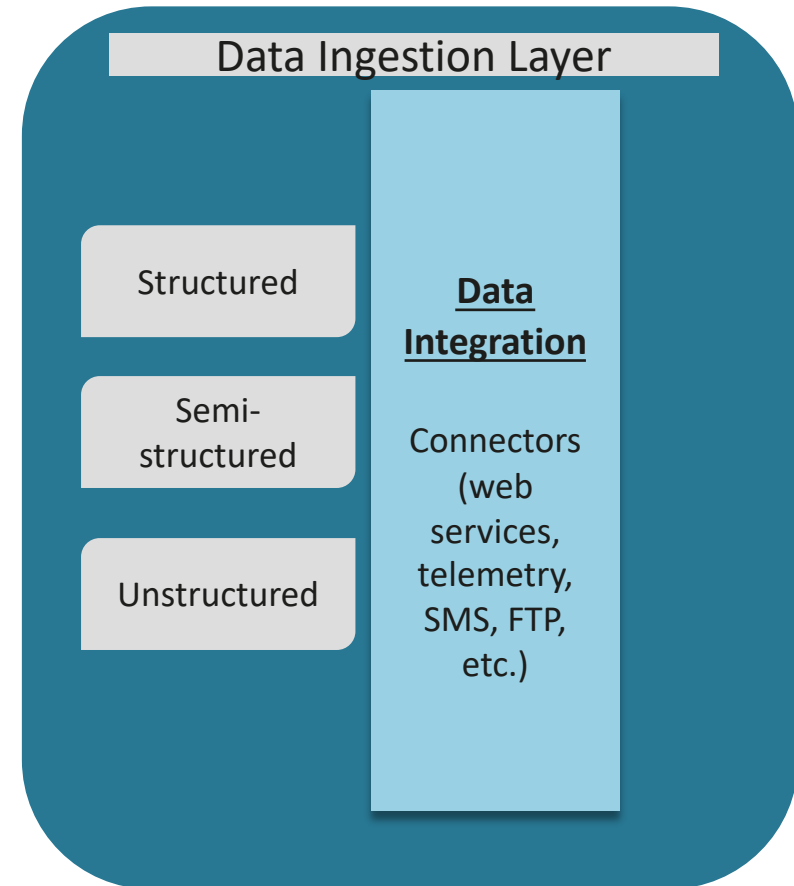 Data Ingestion Layer
Structured
Semi-
structured
Unstructured
Data
Integration
Connectors
(web
services,
telemetry,
SMS, FTP,
etc.)